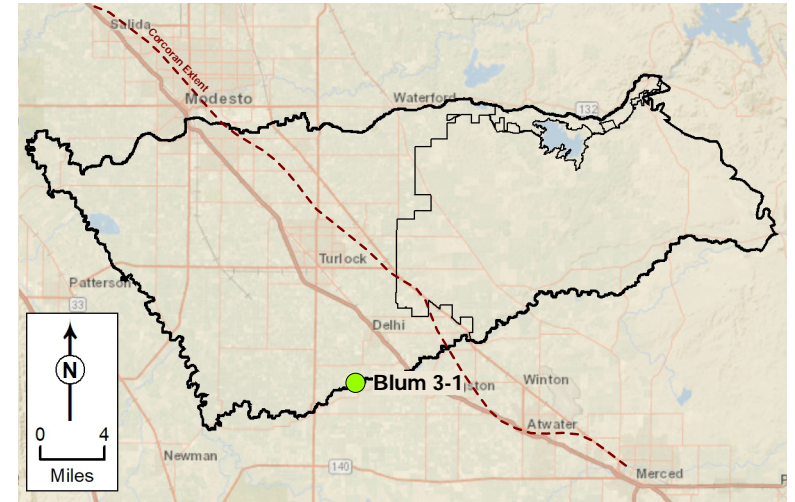 Salida
Corcoran Extent
Modesto
Waterford
132
Turlock
Patterson
33
Delhi
N
Blum 3-1
ston
Winton
0 4
Miles
Atwater
Newman
140
Merced
P